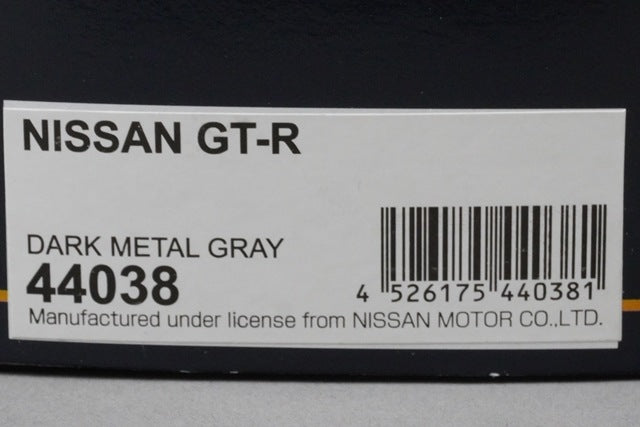 NISSAN GT-R
DARK METAL GRAY
44038
4 526175 440381
Manufactured under license from NISSAN MOTOR CO.,LTD.